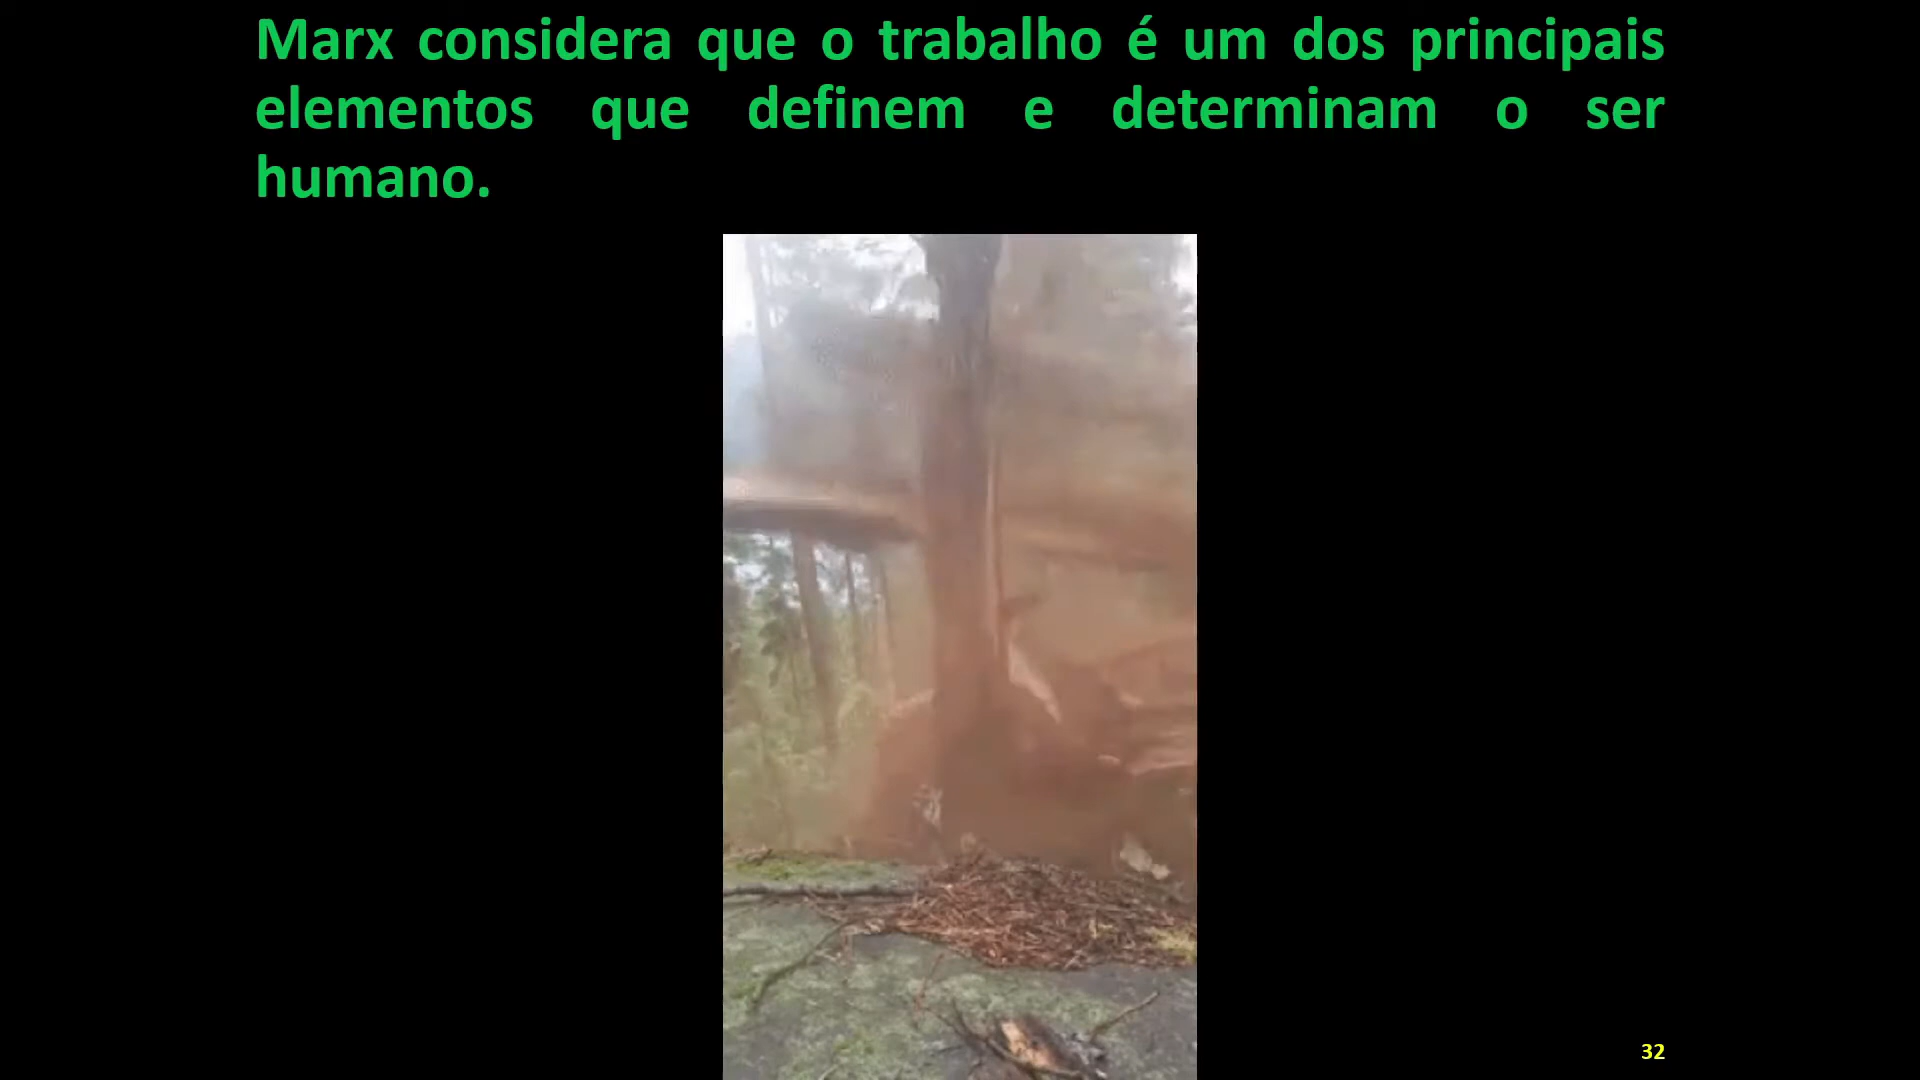 Marx considera que o trabalho é um dos principais
elementos que definem e determinam o ser
humano.
32